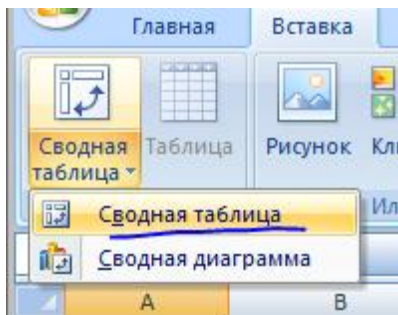 Главная Вставка
Сводная таблица Таблица Рисунок
Сводная таблица
Сводная диаграмма
A B